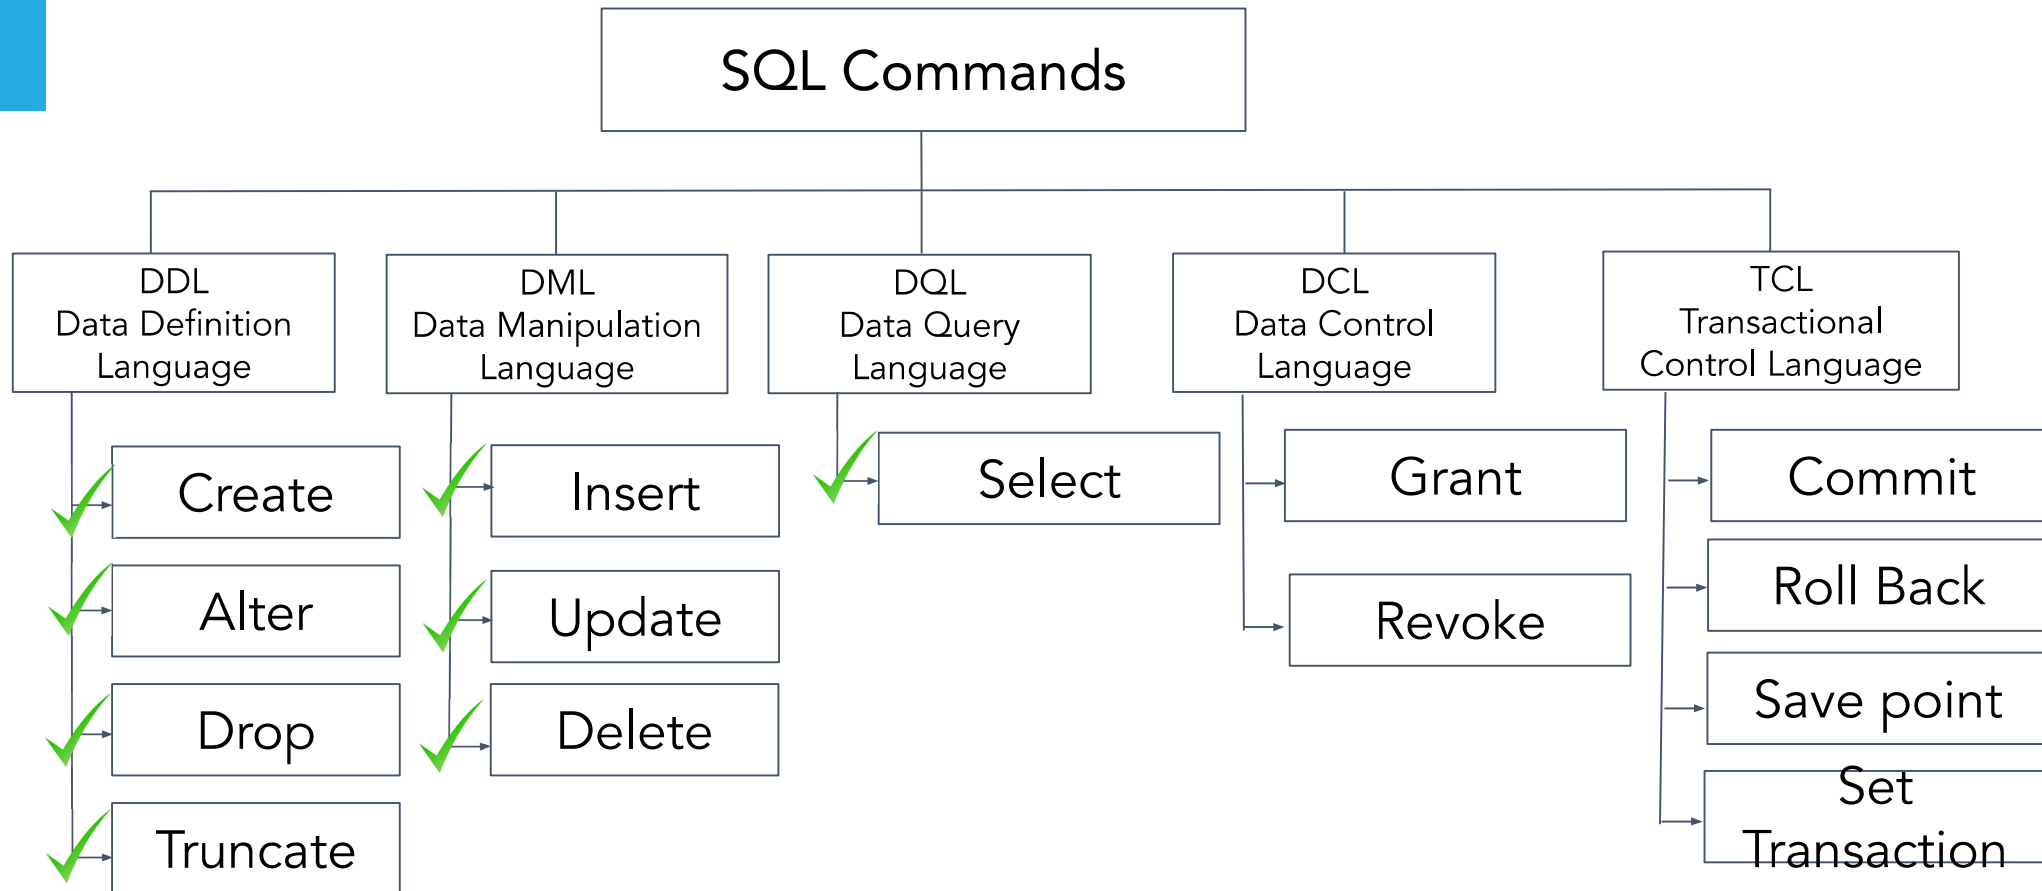 SQL Commands
DDL
Data Definition
Language
DML
Data Manipulation
Language
DQL
Data Query
Language
DCL
Data Control
Language
TCL
Transactional
Control Language
Create
Alter
Drop
Truncate
Insert
Update
Delete
Select
Grant
Revoke
Commit
Roll Back
Save point
Set
Transaction